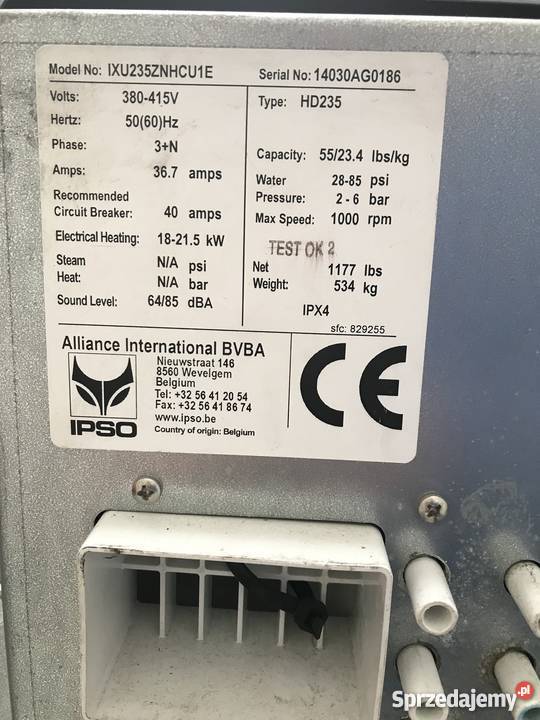 Model No: IXU235ZNHCU1E
Serial No: 14030AG0186
Volts: 380-415V
Hertz: 50(60)Hz
Phase: 3+N
Amps: 36.7 amps
Recommended
Circuit Breaker: 40 amps
Electrical Heating: 18-21.5 kW
Steam N/A psi
Heat: N/A bar
Sound Level: 64/85 dBA
Type: HD235
Capacity: 55/23.4 lbs/kg
Water 28-85 psi
Pressure: 2 - 6 bar
Max Speed: 1000 rpm
TEST OK 2
Net 1177 lbs
Weight: 534 kg
IPX4
sfc: 829255
Alliance International BVBA
Nieuwstraat 146
8560 Wevelgem
Belgium
Tel: +32 56 41 20 54
Fax: +32 56 41 86 74
www.ipso.be
Country of origin: Belgium
IPSO
CE
Sprzedajemy.pl